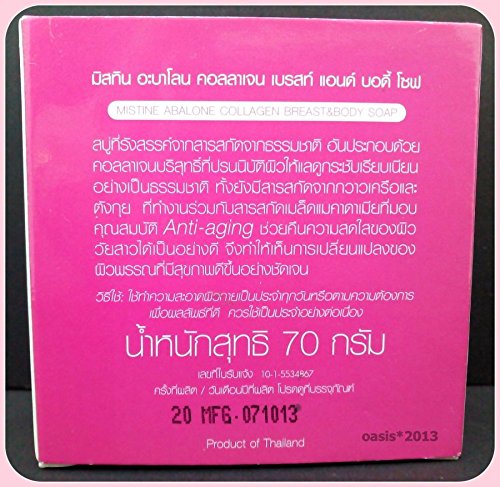 มิสทิน อะบาโลน คอลลาเจน เบรสท์ แอนด์ บอดี้ โซฟ
MISTINE ABALONE COLLAGEN BREAST&BODY SOAP
สบู่ที่รังสรรค์จากสารสกัดจากธรรมชาติ อันประกอบด้วย
คอลลาเจนบริสุทธิ์ที่ปรนนิบัติผิวให้แลดูกระชับเรียบเนียน
อย่างเป็นธรรมชาติ ทั้งยังมีสารสกัดจากกวาวเครือและ
ตังกุย ที่ทำงานร่วมกับสารสกัดเมล็ดแมคาดาเมียที่มอบ
คุณสมบัติ Anti-aging ช่วยคืนความสดใสของผิว
วัยสาวได้เป็นอย่างดี จึงทำให้เห็นการเปลี่ยนแปลงของ
ผิวพรรณที่มีสุขภาพดีขึ้นอย่างชัดเจน
วิธีใช้: ใช้ทำความสะอาดผิวกายเป็นประจำทุกวันหรือตามความต้องการ
เพื่อผลลัพธ์ที่ดี ควรใช้เป็นประจำอย่างต่อเนื่อง
น้ำหนักสุทธิ 70 กรัม
เลขที่ใบรับแจ้ง 10-1-5534967
ครั้งที่ผลิต / วันเดือนปีที่ผลิต โปรดดูที่บรรจุภัณฑ์
20 MFG-071013
Product of Thailand
oasis*2013